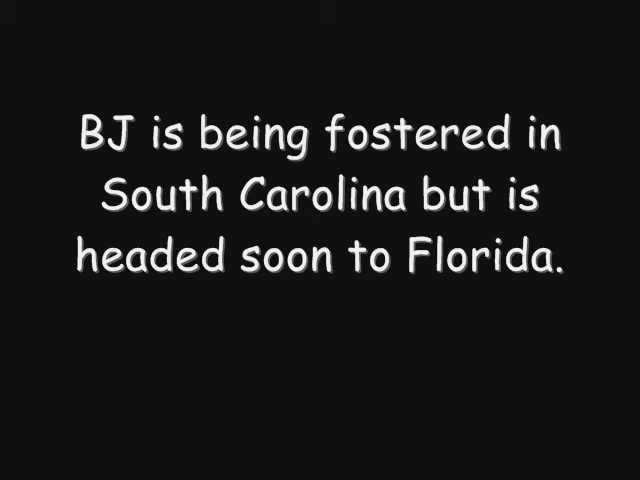 BJ is being fostered in
South Carolina but is
headed soon to Florida.